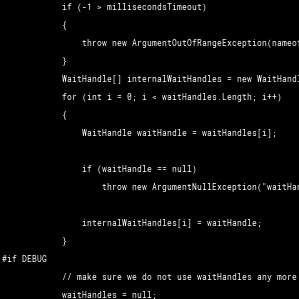 if (-1 > millisecondsTimeout)
{
throw new ArgumentOutOfRangeException(nameof
}
WaitHandle[] internalWaitHandles = new WaitHandl
for (int i = 0; i < waitHandles.Length; i++)
{
WaitHandle waitHandle = waitHandles[i];
if (waitHandle == null)
throw new ArgumentNullException("waitHan
internalWaitHandles[i] = waitHandle;
}
#if DEBUG
// make sure we do not use waitHandles any more
waitHandles = null;